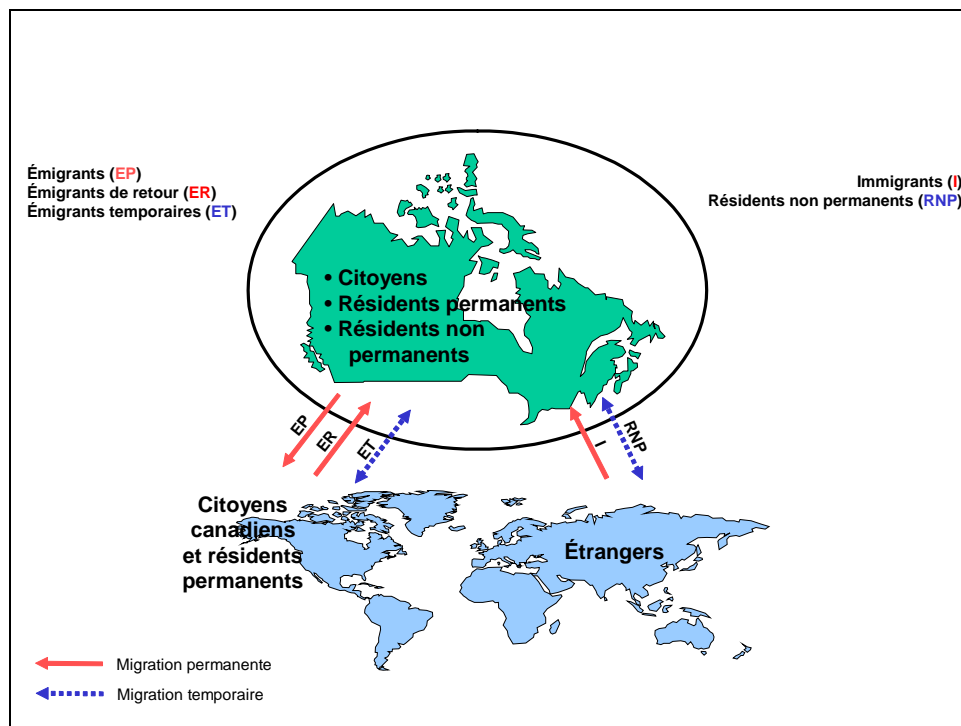 Émigrants (EP)
Émigrants de retour (ER)
Émigrants temporaires (ET)
Immigrants (I)
Résidents non permanents (RNP)
• Citoyens
• Résidents permanents
• Résidents non
permanents
EP
ER
ET
I
RNP
Citoyens
canadiens
et résidents
permanents
Étrangers
Migration permanente
Migration temporaire